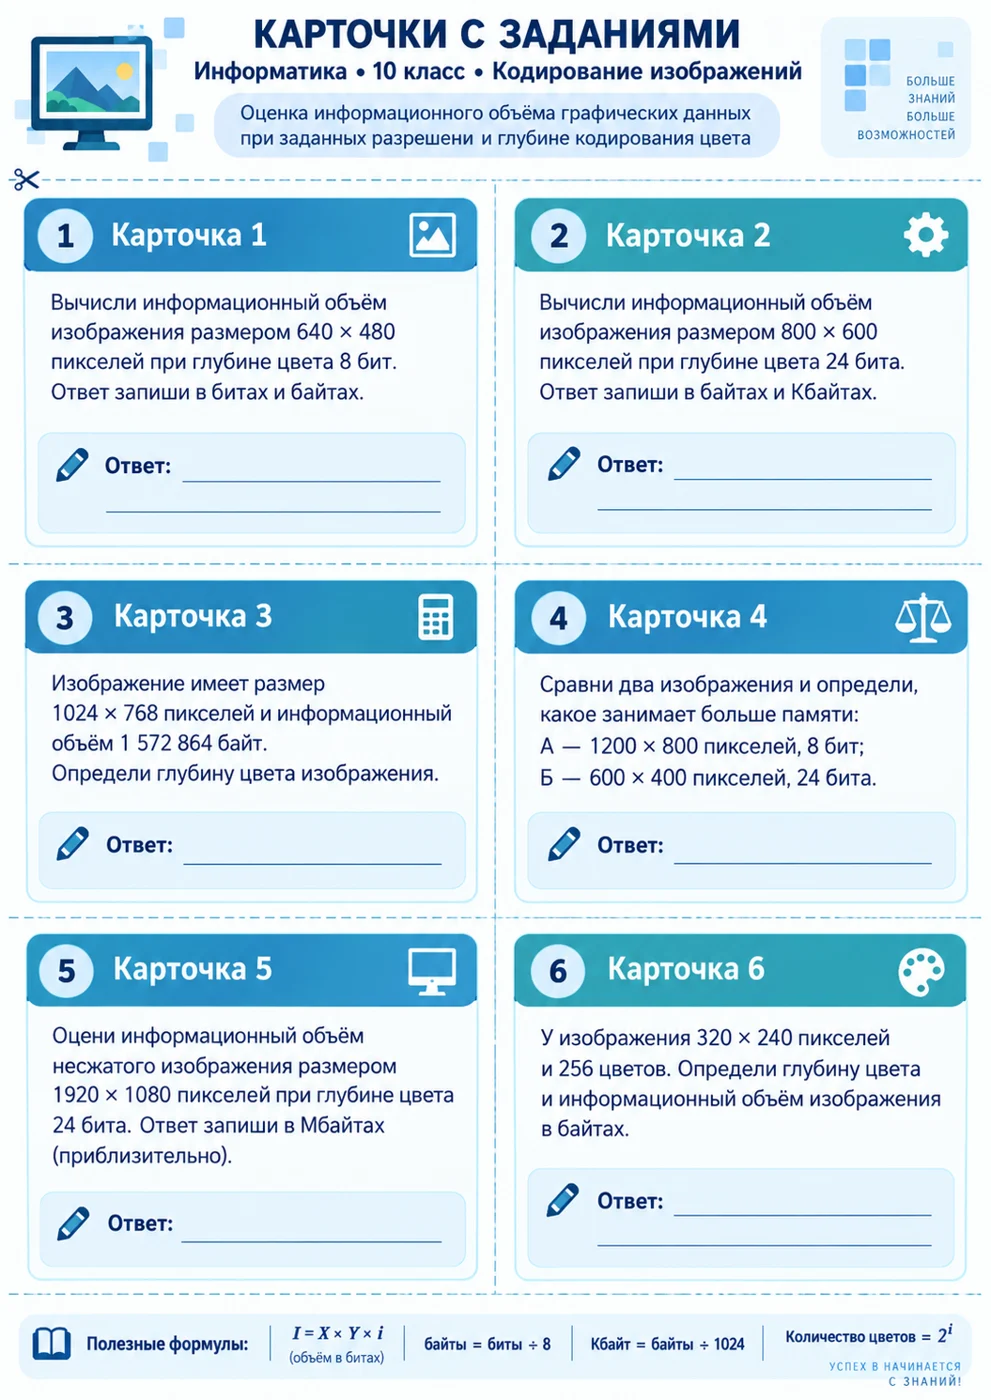 КАРТОЧКИ С ЗАДАНИЯМИ
Информатика • 10 класс • Кодирование изображений
Оценка информационного объёма графических данных
при заданных разрешени и глубине кодирования цвета
БОЛЬШЕ
ЗНАНИЙ
БОЛЬШЕ
ВОЗМОЖНОСТЕЙ
1 Карточка 1
Вычисли информационный объём
изображения размером 640 × 480
пикселей при глубине цвета 8 бит.
Ответ запиши в битах и байтах.
Ответ:
2 Карточка 2
Вычисли информационный объём
изображения размером 800 × 600
пикселей при глубине цвета 24 бита.
Ответ запиши в байтах и Кбайтах.
Ответ:
3 Карточка 3
Изображение имеет размер
1024 × 768 пикселей и информационный
объём 1 572 864 байт.
Определи глубину цвета изображения.
Ответ:
4 Карточка 4
Сравни два изображения и определи,
какое занимает больше памяти:
А — 1200 × 800 пикселей, 8 бит;
Б — 600 × 400 пикселей, 24 бита.
Ответ:
5 Карточка 5
Оцени информационный объём
несжатого изображения размером
1920 × 1080 пикселей при глубине цвета
24 бита. Ответ запиши в Мбайтах
(приблизительно).
Ответ:
6 Карточка 6
У изображения 320 × 240 пикселей
и 256 цветов. Определи глубину цвета
и информационный объём изображения
в байтах.
Ответ:
Полезные формулы:
I = X × Y × i
(объём в битах)
байты = биты ÷ 8
Кбайт = байты ÷ 1024
Количество цветов = 2^i
УСПЕХ В НАЧИНАЕТСЯ
С ЗНАНИЙ!